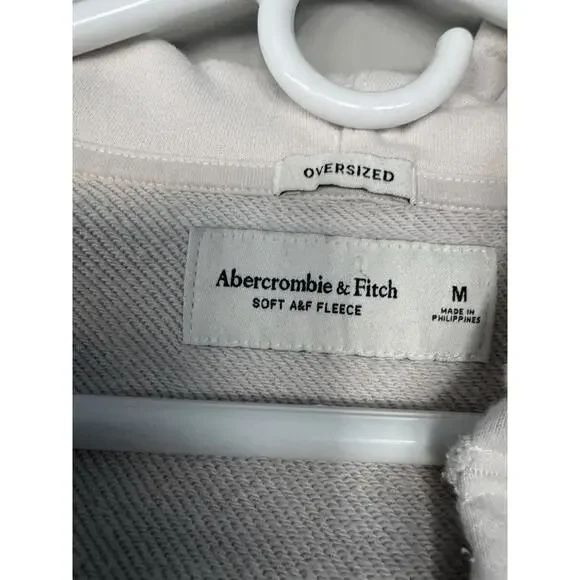 OVERSIZED
Abercrombie & Fitch
SOFT A&F FLEECE
M
MADE IN
PHILIPPINES